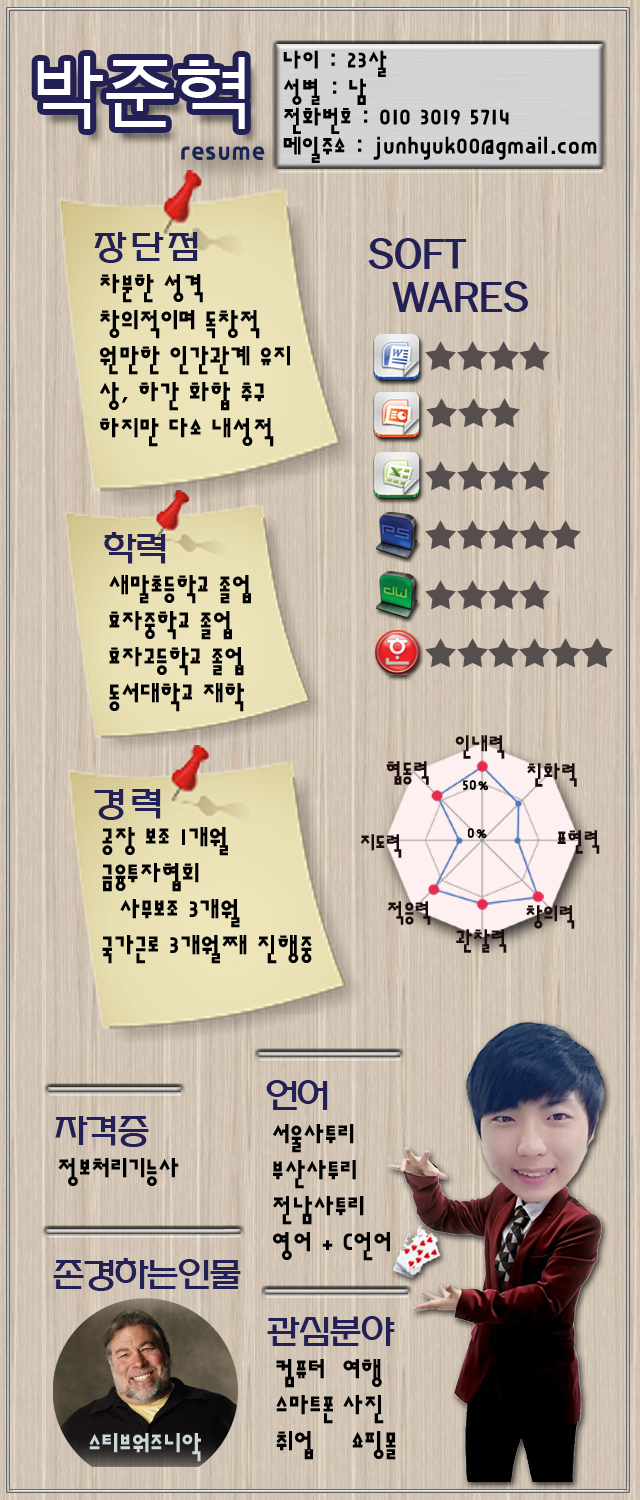 박준혁
resume
나이 : 23살
성별 : 남
전화번호 : 010 3019 5714
메일주소 : junhyuk00@gmail.com
장단점
차분한 성격
창의적이며 독창적
원만한 인간관계 유지
상, 하간 화합 추구
하지만 다소 내성적
학력
새말초등학교 졸업
효자중학교 졸업
효자고등학교 졸업
동서대학교 재학
경력
공장 보조 1개월
금융투자협회
사무보조 3개월
국가근로 3개월째 진행중
SOFT
WARES
W
X
PS
DW
ㅎ
인내력
협동력
친화력
50%
0%
지도력
표현력
적응력
창의력
관찰력
자격증
정보처리기능사
존경하는인물
스티브워즈니악
언어
서울사투리
부산사투리
전남사투리
영어 + C언어
관심분야
컴퓨터 여행
스마트폰 사진
취업 쇼핑몰